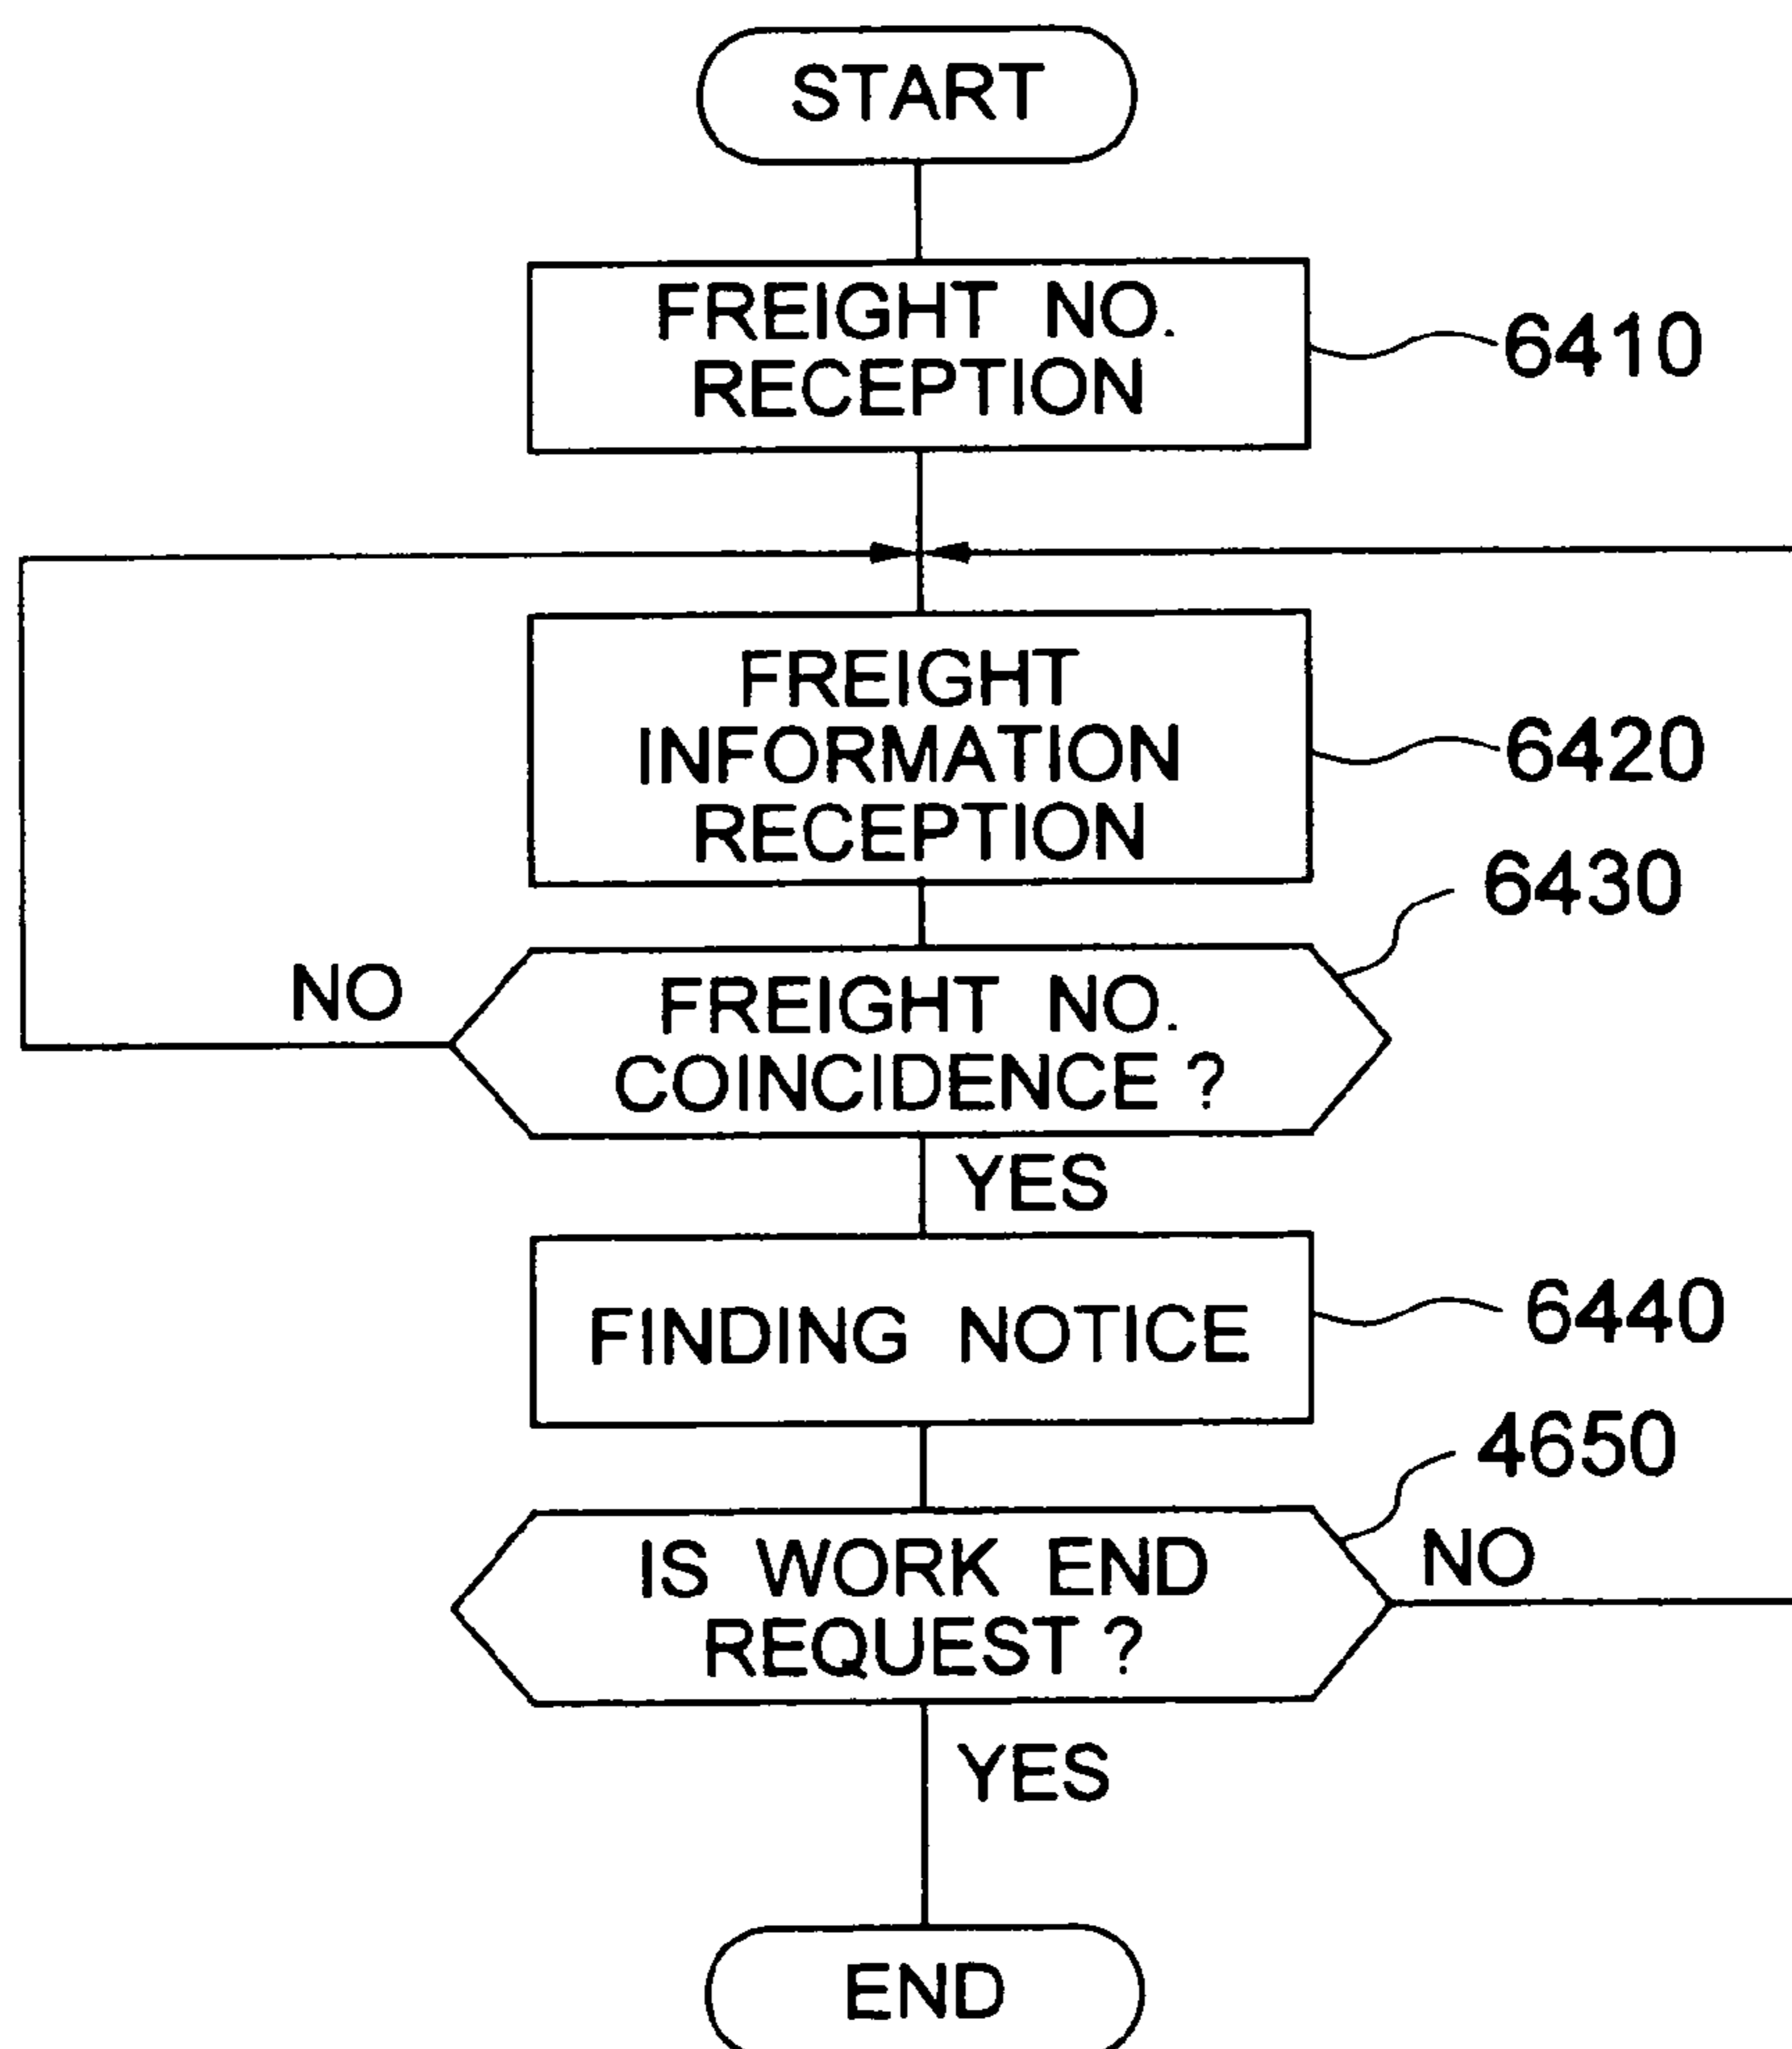 START
FREIGHT NO.
RECEPTION
6410
FREIGHT
INFORMATION
RECEPTION
6420
6430
NO
FREIGHT NO.
COINCIDENCE ?
YES
FINDING NOTICE
6440
4650
IS WORK END
REQUEST ?
NO
YES
END